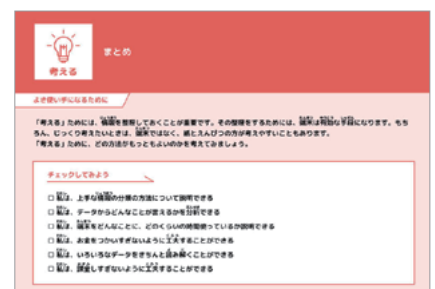 考える
まとめ
よき使い手になるために
「考える」ためには、情報を整理しておくことが重要です。その整理をするためには、端末は有効な手段になります。もち
ろん、じっくり考えたいときは、端末ではなく、紙とえんぴつの方が考えやすいこともあります。
「考える」ために、どの方法がもっともよいのかを考えてみましょう。
チェックしてみよう
□私は、上手な情報の分類の方法について説明できる
□私は、データからどんなことが言えるかを分析できる
□私は、端末をどんなことに、どのくらいの時間使っているか説明できる
□私は、お金をつかいすぎないように工夫することができる
□私は、いろいろなデータをきちんと読み解くことができる
□私は、課金しすぎないように工夫することができる